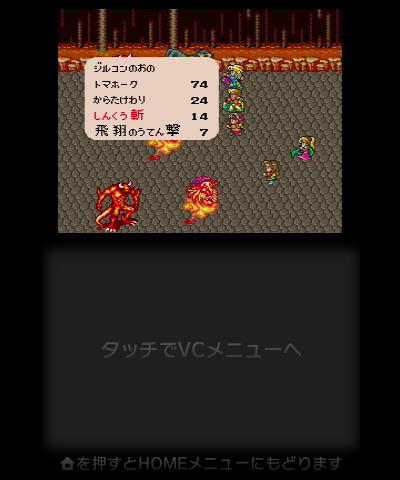 ジルコンのおの
トマホーク 74
からたけわり 24
しんくう斬 14
飛翔のうてん撃 7
タッチでVCメニューへ
を押すとHOMEメニューにもどります